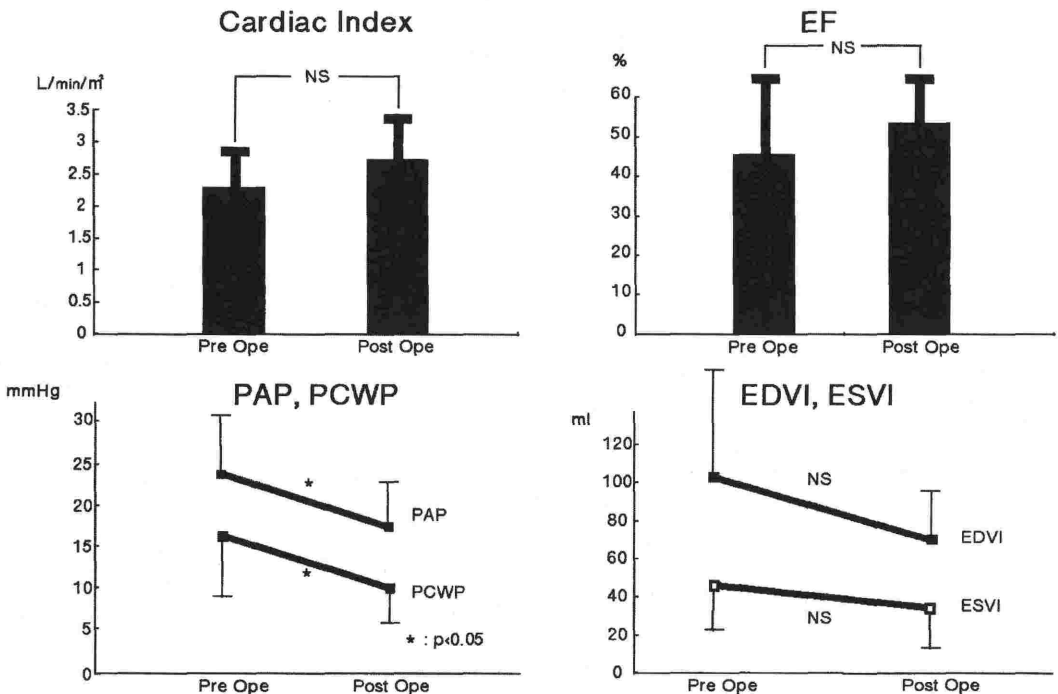 Cardiac Index
L/min/㎡
NS
3.5
3
2.5
2
1.5
1
0.5
0
Pre Ope Post Ope
EF
%
NS
60
50
40
30
20
10
0
Pre Ope Post Ope
PAP, PCWP
mmHg
30
25
20
15
10
5
0
*
PAP
*
PCWP
* : p<0.05
Pre Ope Post Ope
EDVI, ESVI
ml
120
100
80
60
40
20
0
NS
EDVI
NS
ESVI
Pre Ope Post Ope